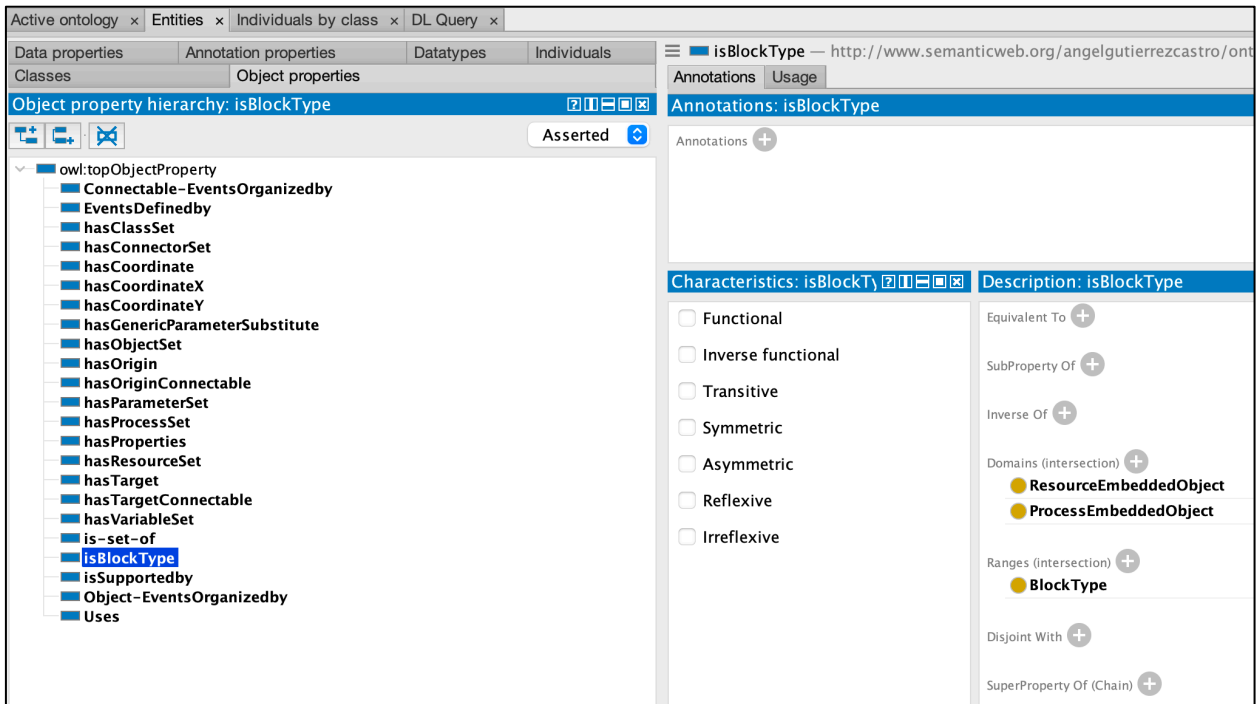 Active ontology × Entities × Individuals by class × DL Query ×
Data properties Annotation properties Datatypes Individuals
Classes Object properties
Object property hierarchy: isBlockType
Asserted
owl:topObjectProperty
Connectable-EventsOrganizedby
EventsDefinedby
hasClassSet
hasConnectorSet
hasCoordinate
hasCoordinateX
hasCoordinateY
hasGenericParameterSubstitute
hasObjectSet
hasOrigin
hasOriginConnectable
hasParameterSet
hasProcessSet
hasProperties
hasResourceSet
hasTarget
hasTargetConnectable
hasVariableSet
is-set-of
isBlockType
isSupportedby
Object-EventsOrganizedby
Uses
isBlockType — http://www.semanticweb.org/angelgutierrezcastro/ont
Annotations Usage
Annotations: isBlockType
Annotations
Characteristics: isBlockTy
Functional
Inverse functional
Transitive
Symmetric
Asymmetric
Reflexive
Irreflexive
Description: isBlockType
Equivalent To
SubProperty Of
Inverse Of
Domains (intersection)
ResourceEmbeddedObject
ProcessEmbeddedObject
Ranges (intersection)
BlockType
Disjoint With
SuperProperty Of (Chain)